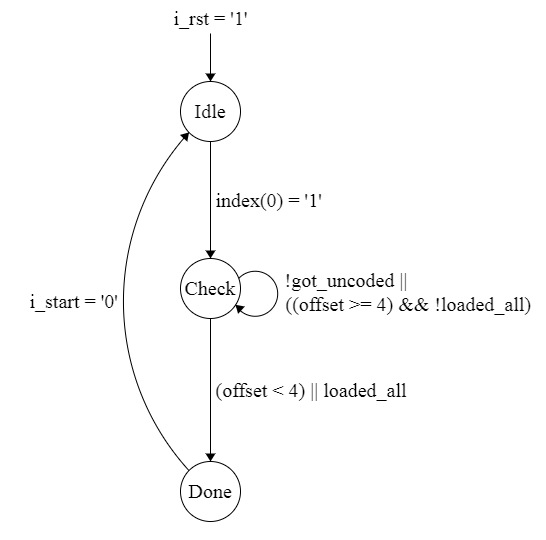 i_rst = '1'
Idle
index(0) = '1'
Check
!got_uncoded ||
((offset >= 4) && !loaded_all)
i_start = '0'
(offset < 4) || loaded_all
Done